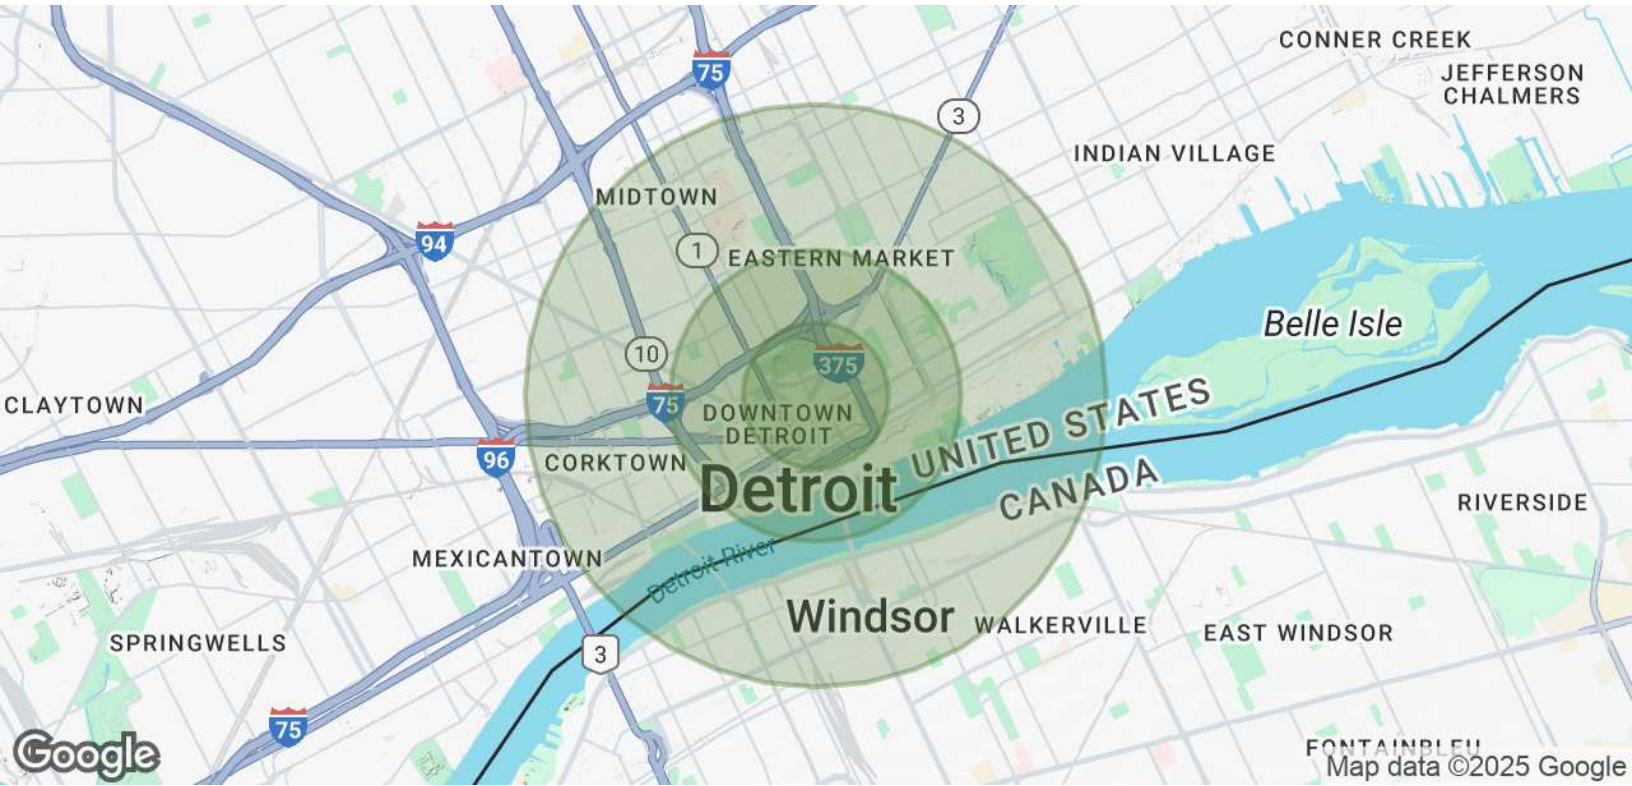 CONNER CREEK
75
JEFFERSON
CHALMERS
3
INDIAN VILLAGE
MIDTOWN
94
1
EASTERN MARKET
Belle Isle
10
375
75
CLAYTOWN
DOWNTOWN
DETROIT
UNITED STATES
96
CORKTOWN
Detroit
CANADA
RIVERSIDE
MEXICANTOWN
Detroit River
Windsor
WALKERVILLE
EAST WINDSOR
SPRINGWELLS
3
75
Google
FONTAINBLEU
Map data ©2025 Google